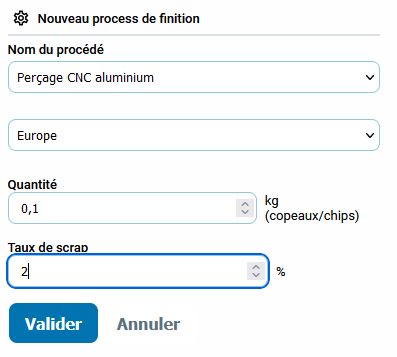 Nouveau process de finition
Nom du procédé
Perçage CNC aluminium
Europe
Quantité
0,1
kg
(copeaux/chips)
Taux de scrap
2
%
Valider
Annuler